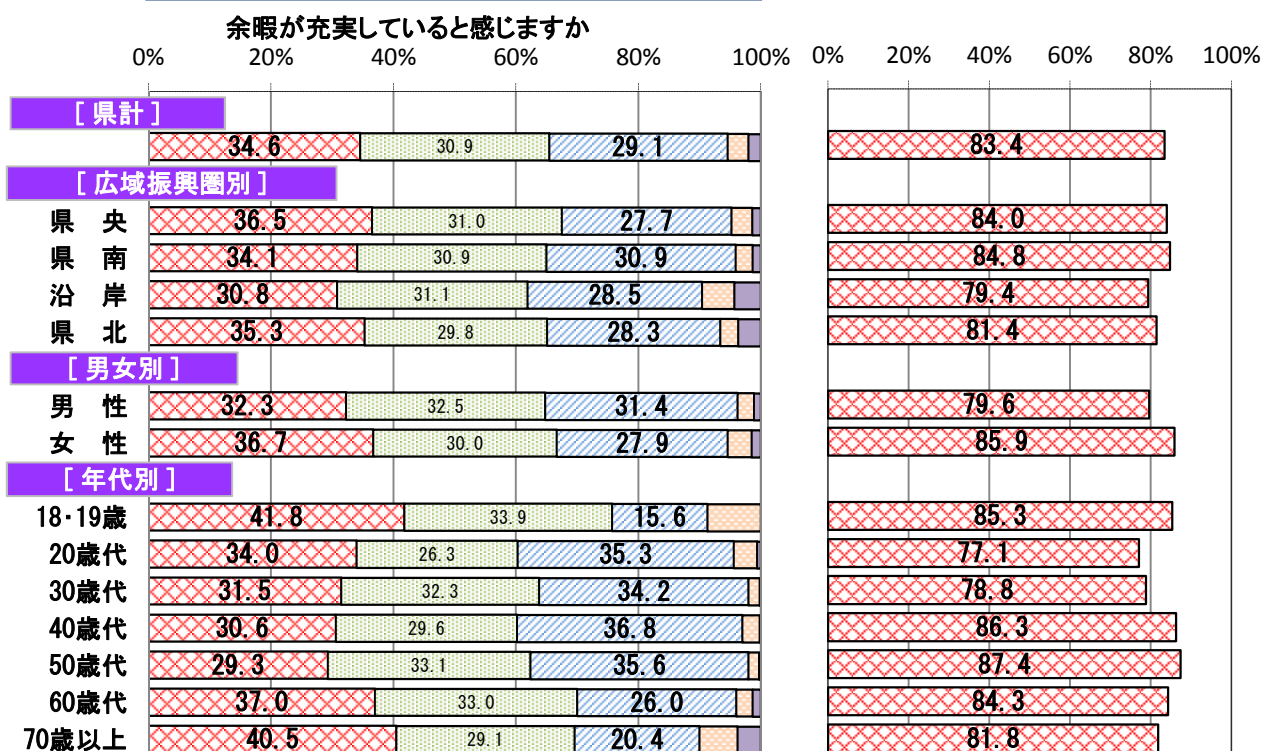 余暇が充実していると感じますか
0% 20% 40% 60% 80% 100% 0% 20% 40% 60% 80% 100%
[ 県計 ]
34.6 30.9 29.1 83.4
[ 広域振興圏別 ]
県 央 36.5 31.0 27.7 84.0
県 南 34.1 30.9 30.9 84.8
沿 岸 30.8 31.1 28.5 79.4
県 北 35.3 29.8 28.3 81.4
[ 男女別 ]
男 性 32.3 32.5 31.4 79.6
女 性 36.7 30.0 27.9 85.9
[ 年代別 ]
18･19歳 41.8 33.9 15.6 85.3
20歳代 34.0 26.3 35.3 77.1
30歳代 31.5 32.3 34.2 78.8
40歳代 30.6 29.6 36.8 86.3
50歳代 29.3 33.1 35.6 87.4
60歳代 37.0 33.0 26.0 84.3
70歳以上 40.5 29.1 20.4 81.8